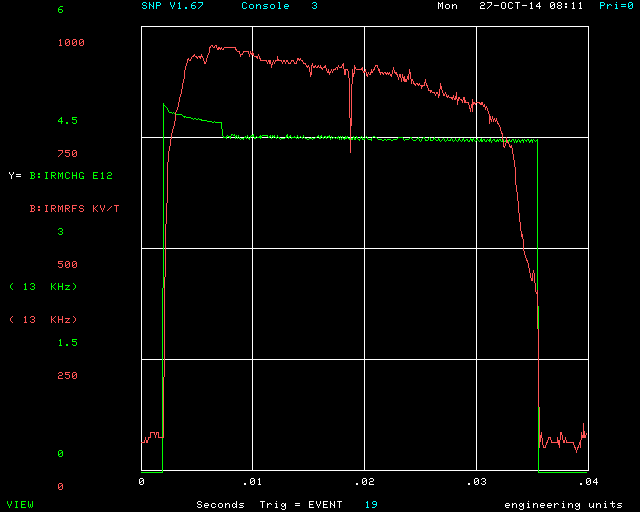 6 SNP V1.67 Console 3 Mon 27-OCT-14 08:11 Pri=0
1000
4.5
750
Y= B:IRMCHG E12
B:IRMRFS KV/T
3
500
( 13 KHz)
( 13 KHz)
1.5
250
0
0
0 .01 .02 .03 .04
VIEW Seconds Trig = EVENT 19 engineering units